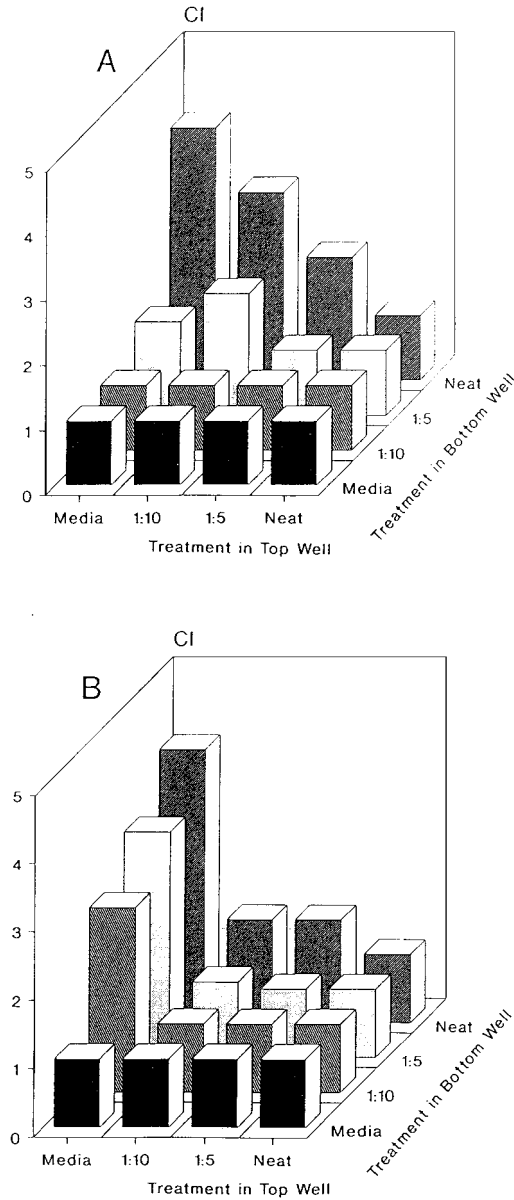 CI
A
5
4
3
2
1
0
Media 1:10 1:5 Neat
Treatment in Top Well
Media
1:10
1:5
Neat
Treatment in Bottom Well
CI
B
5
4
3
2
1
0
Media 1:10 1:5 Neat
Treatment in Top Well
Media
1:10
1:5
Neat
Treatment in Bottom Well